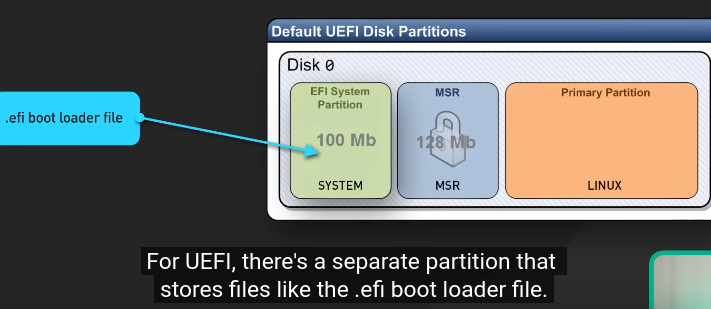 Default UEFI Disk Partitions
Disk 0
EFI System
Partition
100 Mb
SYSTEM
MSR
128 Mb
MSR
Primary Partition
LINUX
.efi boot loader file
For UEFI, there's a separate partition that
stores files like the .efi boot loader file.